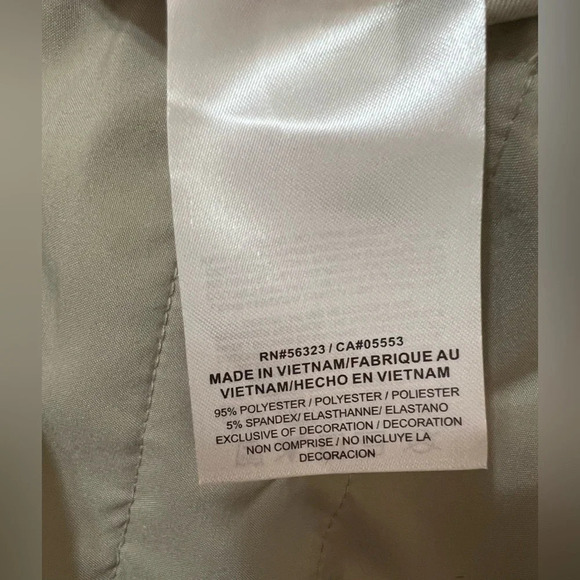 RN#56323 / CA#05553
MADE IN VIETNAM/FABRIQUE AU
VIETNAM/HECHO EN VIETNAM
95% POLYESTER / POLYESTER / POLIESTER
5% SPANDEX/ ELASTHANNE/ ELASTANO
EXCLUSIVE OF DECORATION / DECORATION
NON COMPRISE / NO INCLUYE LA
DECORACION